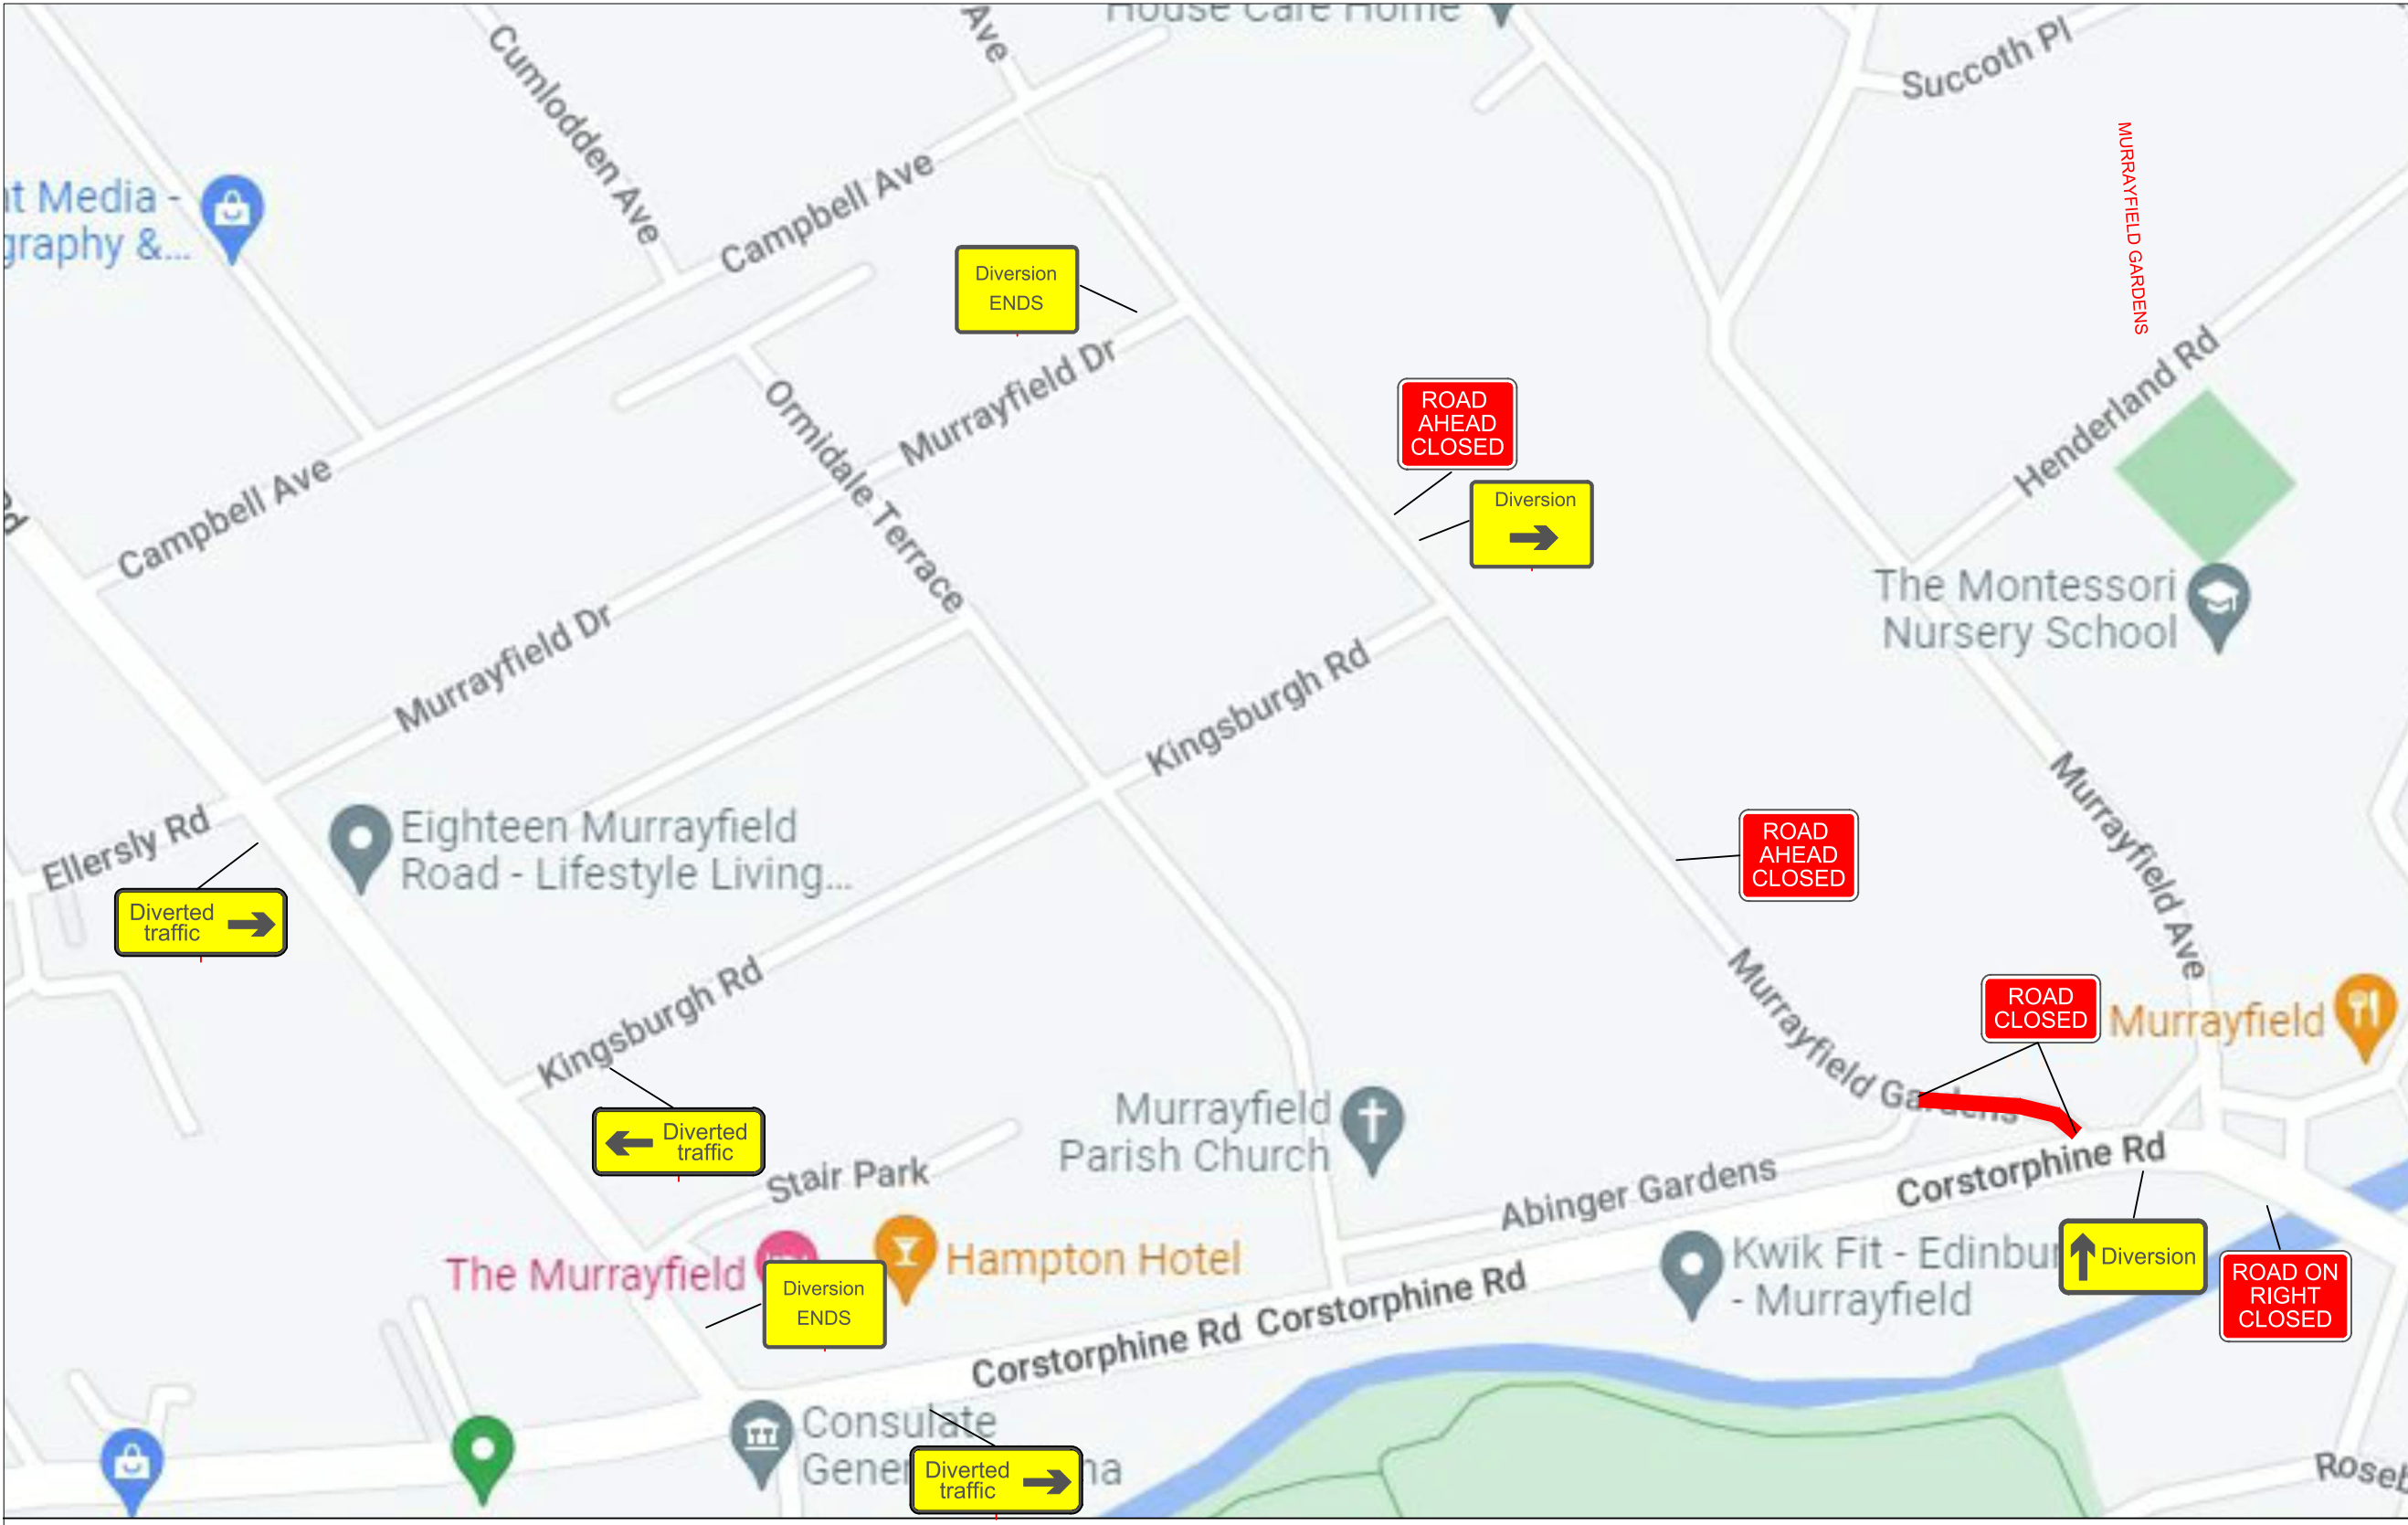 House Care Home
Ave
Cumlodden Ave
Succoth Pl
MURRAYFIELD GARDENS
nt Media -
graphy &...
Campbell Ave
Diversion
ENDS
Murrayfield Dr
Ormidale Terrace
Henderland Rd
ROAD
AHEAD
CLOSED
Diversion
Rd
Campbell Ave
The Montessori
Nursery School
Murrayfield Dr
Kingsburgh Rd
Murrayfield Ave
Ellersly Rd
Eighteen Murrayfield
Road - Lifestyle Living...
ROAD
AHEAD
CLOSED
Diverted
traffic
Kingsburgh Rd
Murrayfield Gardens
ROAD
CLOSED
Murrayfield
Diverted
traffic
Murrayfield
Parish Church
Stair Park
Abinger Gardens
Corstorphine Rd
The Murrayfield
Hampton Hotel
Diversion
ENDS
Kwik Fit - Edinbur
- Murrayfield
Diversion
ROAD ON
RIGHT
CLOSED
Corstorphine Rd
Corstorphine Rd
Consulate
Gener
na
Diverted
traffic
Roseb